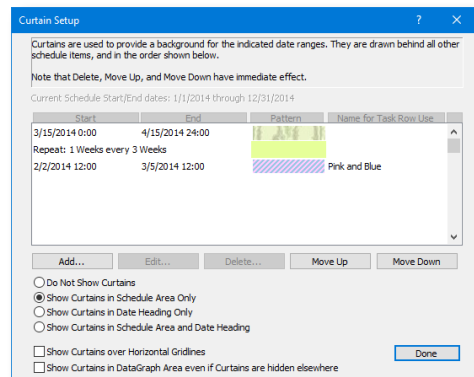 Curtain Setup ? X
Curtains are used to provide a background for the indicated date ranges. They are drawn behind all other
schedule items, and in the order shown below.
Note that Delete, Move Up, and Move Down have immediate effect.
Current Schedule Start/End dates: 1/1/2014 through 12/31/2014
Start End Pattern Name for Task Row Use
3/15/2014 0:00 4/15/2014 24:00
Repeat: 1 Weeks every 3 Weeks
2/2/2014 12:00 3/5/2014 12:00 Pink and Blue
Add... Edit... Delete... Move Up Move Down
Do Not Show Curtains
Show Curtains in Schedule Area Only
Show Curtains in Date Heading Only
Show Curtains in Schedule Area and Date Heading
Show Curtains over Horizontal Gridlines Done
Show Curtains in DataGraph Area even if Curtains are hidden elsewhere